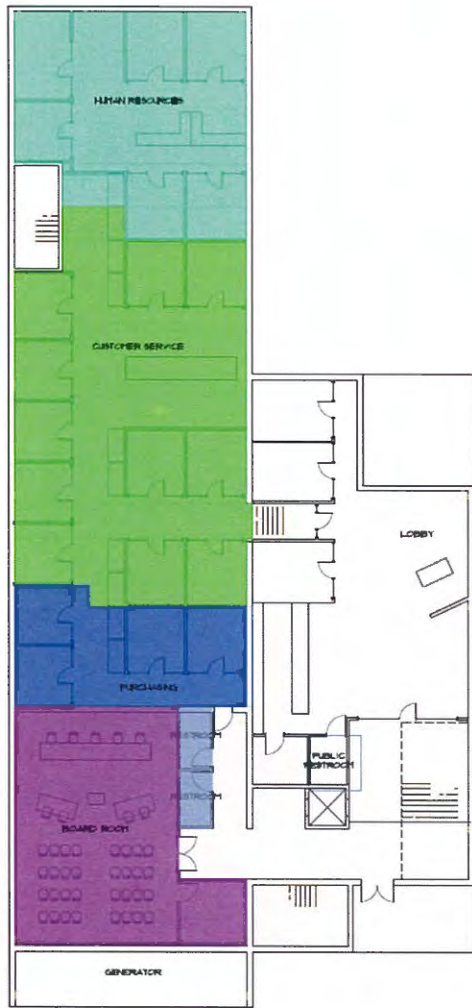 HUMAN RESOURCES
CUSTOMER SERVICE
LOBBY
PURCHASING
RESTROOM
PUBLIC
RESTROOM
RESTROOM
BOARD ROOM
GENERATOR